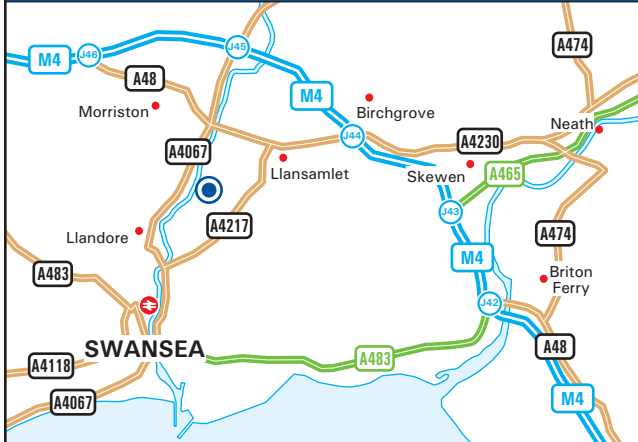 J45
A474
M4
J46
A48
M4
Birchgrove
Morriston
Neath
J44
A4230
A4067
Llansamlet
Skewen
A465
J43
A4217
Llandore
A474
M4
A483
Briton
Ferry
J42
SWANSEA
A48
A483
A4118
M4
A4067